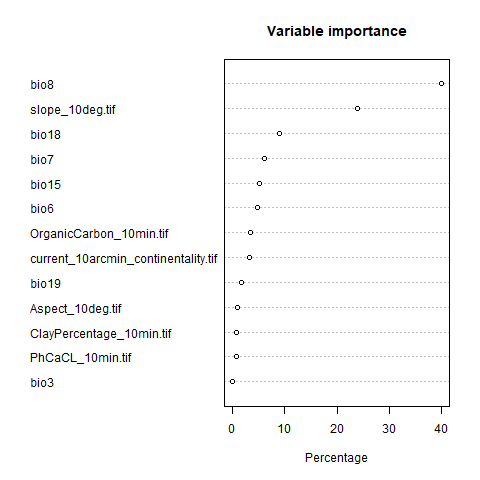 Variable importance
bio8
slope_10deg.tif
bio18
bio7
bio15
bio6
OrganicCarbon_10min.tif
current_10arcmin_continentality.tif
bio19
Aspect_10deg.tif
ClayPercentage_10min.tif
PhCaCL_10min.tif
bio3
0 10 20 30 40
Percentage